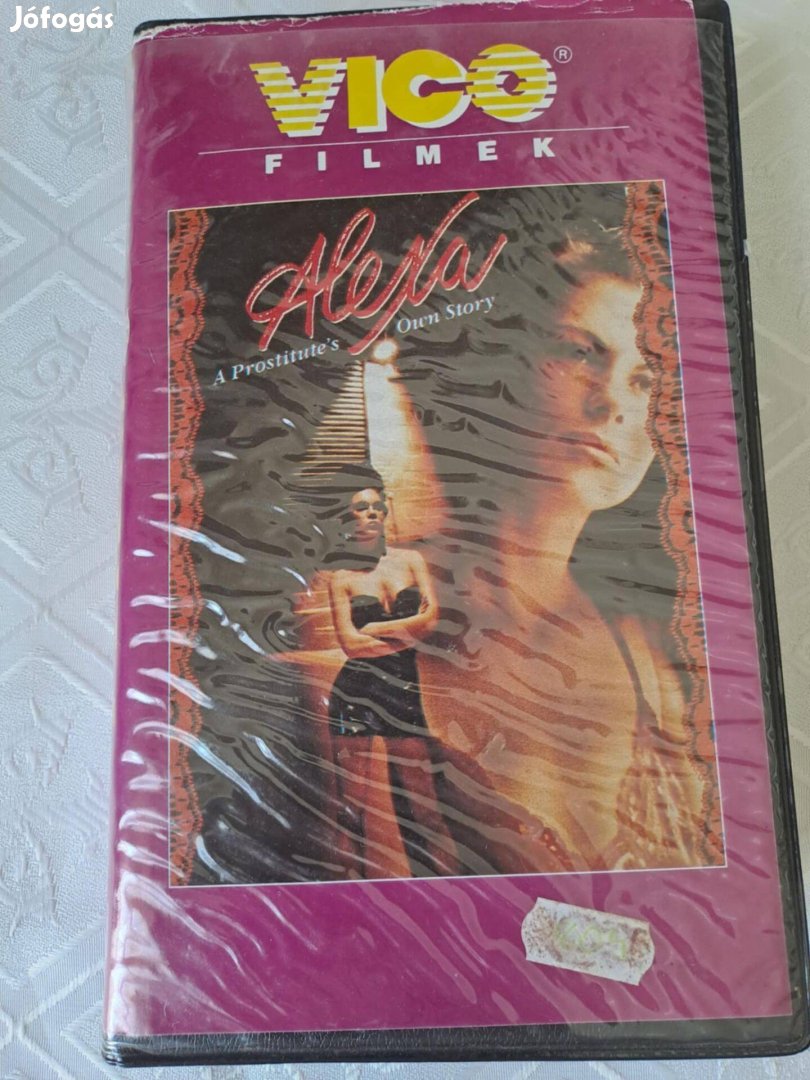 Jófogás
VICO®
FILMEK
Alexa
A Prostitute's Own Story